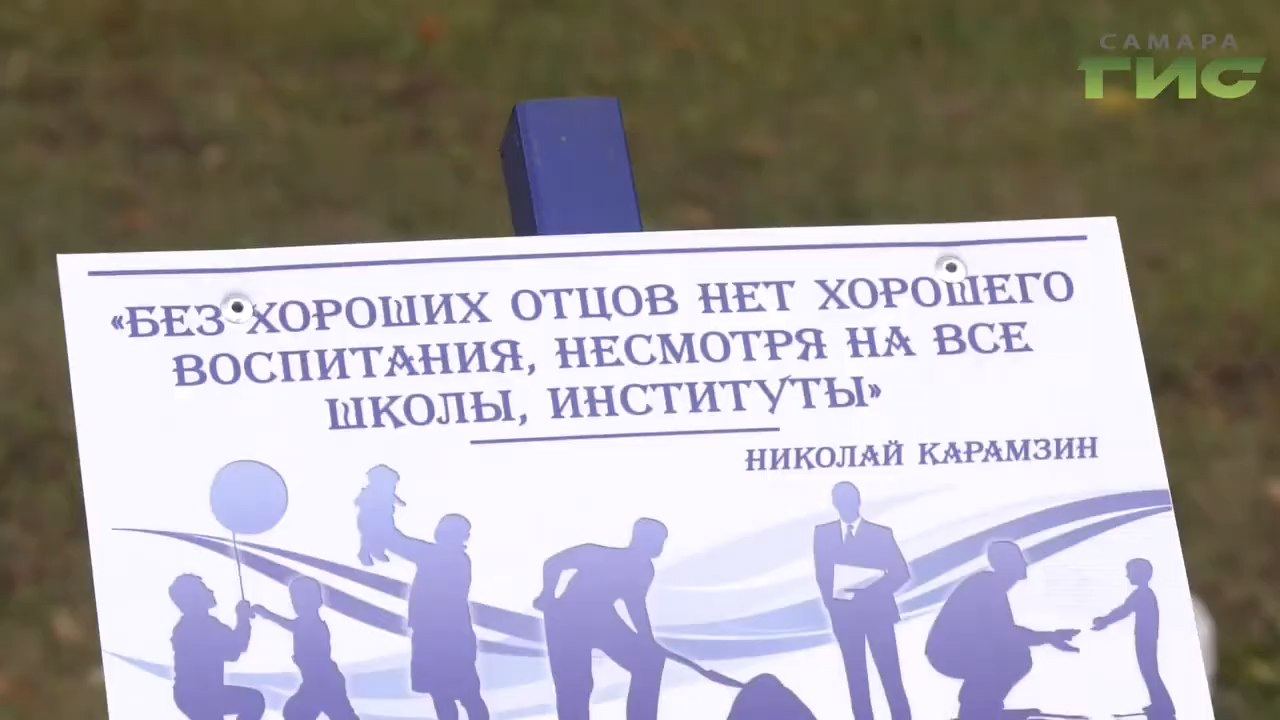 САМАРА
ГИС
«БЕЗ ХОРОШИХ ОТЦОВ НЕТ ХОРОШЕГО
ВОСПИТАНИЯ, НЕСМОТРЯ НА ВСЕ
ШКОЛЫ, ИНСТИТУТЫ»
НИКОЛАЙ КАРАМЗИН